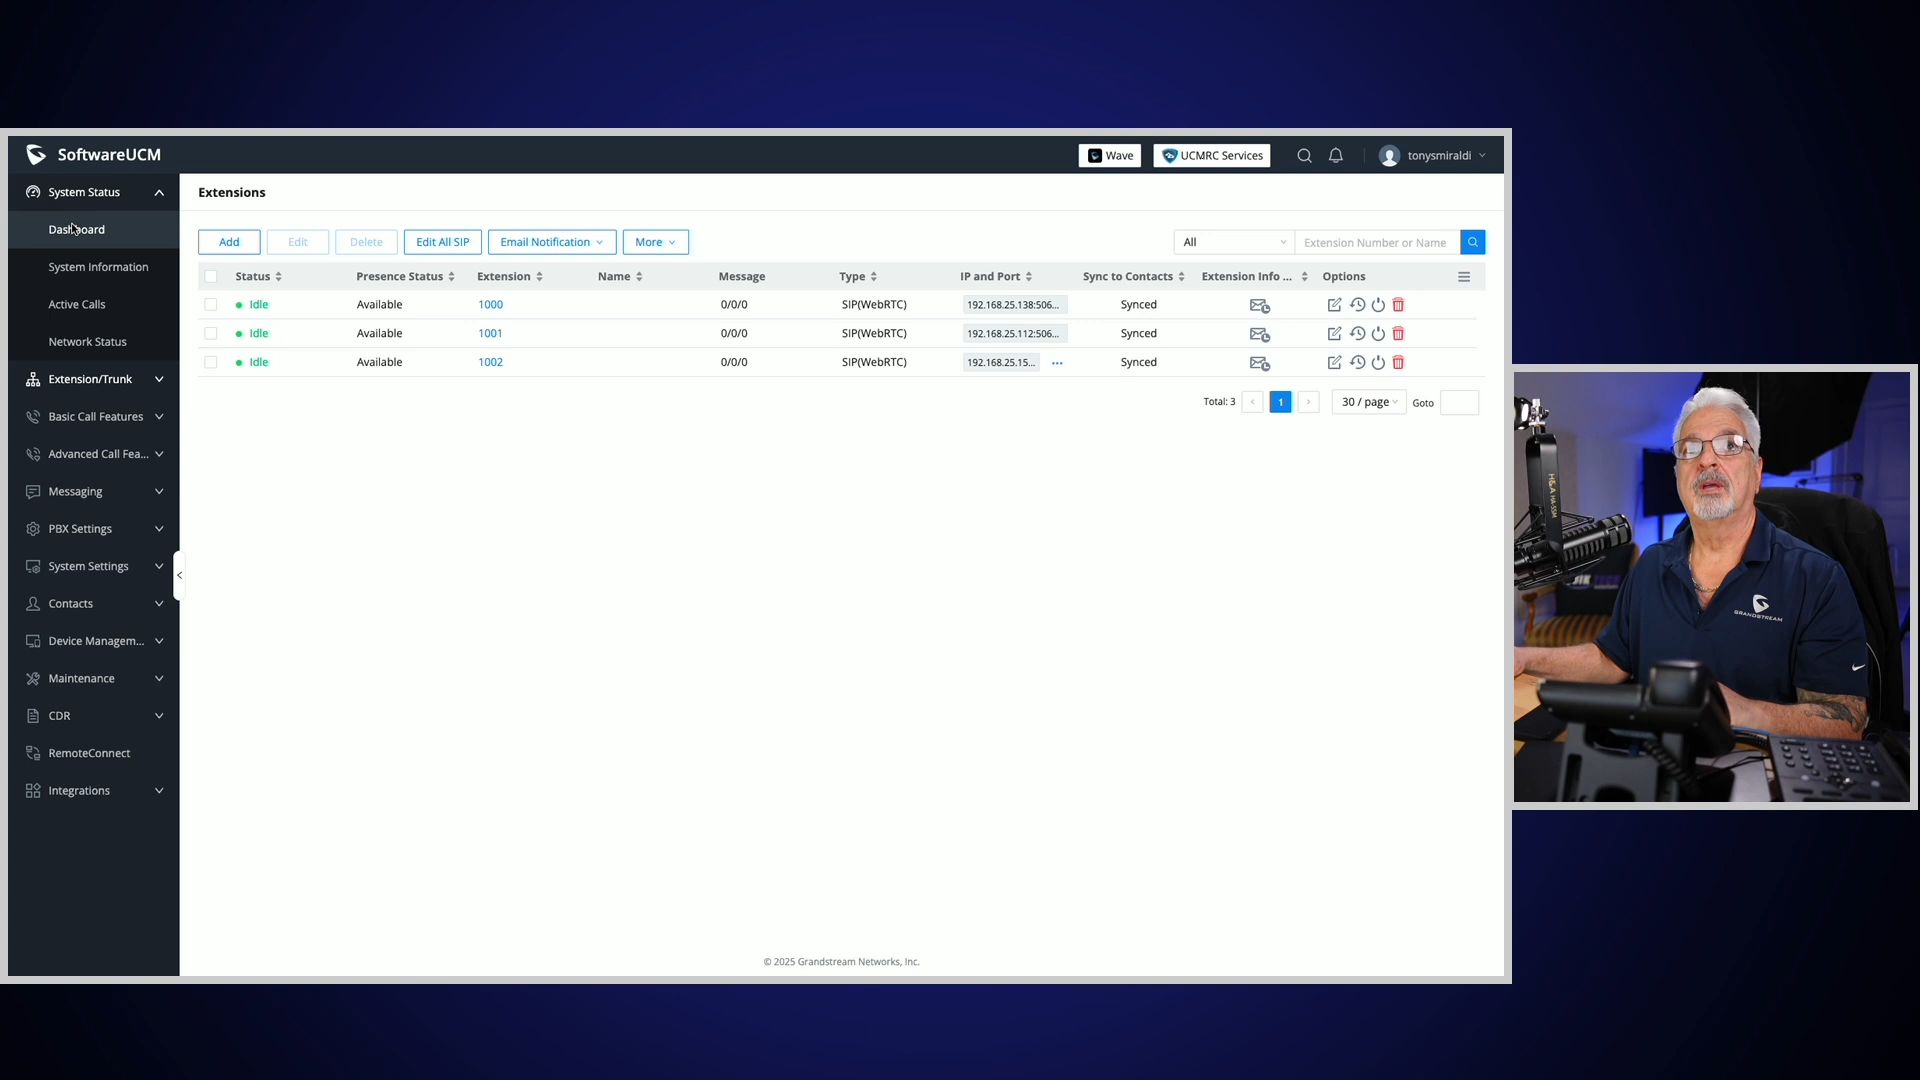 SoftwareUCM
Wave
UCMRC Services
tonysmiraldi
System Status
Dashboard
System Information
Active Calls
Network Status
Extension/Trunk
Basic Call Features
Advanced Call Fea...
Messaging
PBX Settings
System Settings
Contacts
Device Managem...
Maintenance
CDR
RemoteConnect
Integrations
Extensions
Add Edit Delete Edit All SIP Email Notification More All Extension Number or Name
Status Presence Status Extension Name Message Type IP and Port Sync to Contacts Extension Info ... Options
Idle Available 1000 0/0/0 SIP(WebRTC) 192.168.25.138:506... Synced
Idle Available 1001 0/0/0 SIP(WebRTC) 192.168.25.112:506... Synced
Idle Available 1002 0/0/0 SIP(WebRTC) 192.168.25.15... ... Synced
Total: 3 < 1 > 30 / page Goto
© 2025 Grandstream Networks, Inc.
H&A HA-SSM
GRANDSTREAM